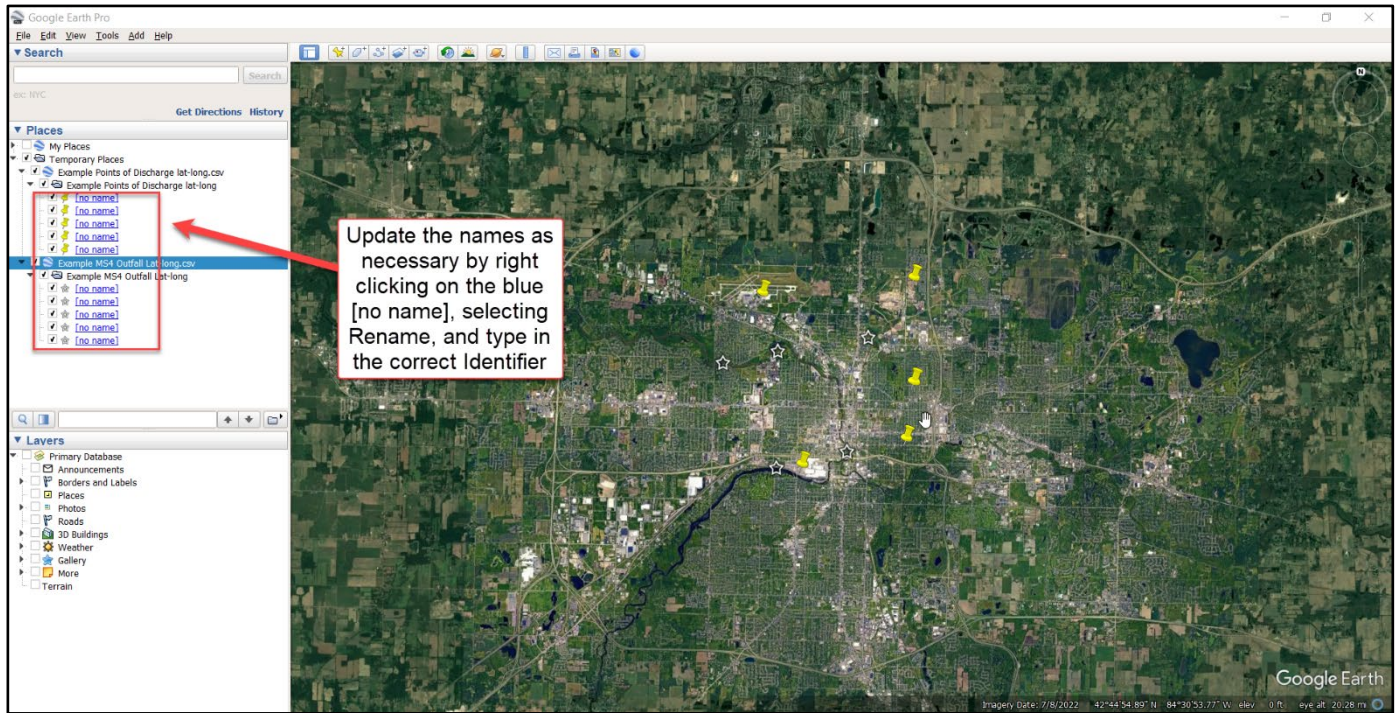 Google Earth Pro
File Edit View Tools Add Help
Search
Search
ex: NYC
Get Directions History
Places
My Places
Temporary Places
Example Points of Discharge lat-long.csv
Example Points of Discharge lat-long
[no name]
[no name]
[no name]
[no name]
[no name]
Example MS4 Outfall Lat-long.csv
Example MS4 Outfall Lat-long
[no name]
[no name]
[no name]
[no name]
[no name]
Layers
Primary Database
Announcements
Borders and Labels
Places
Photos
Roads
3D Buildings
Weather
Gallery
More
Terrain
Update the names as
necessary by right
clicking on the blue
[no name], selecting
Rename, and type in
the correct Identifier
N
Google Earth
Imagery Date: 7/8/2022 42°44'54.89" N 84°30'53.77" W elev 0 ft eye alt 20.28 mi